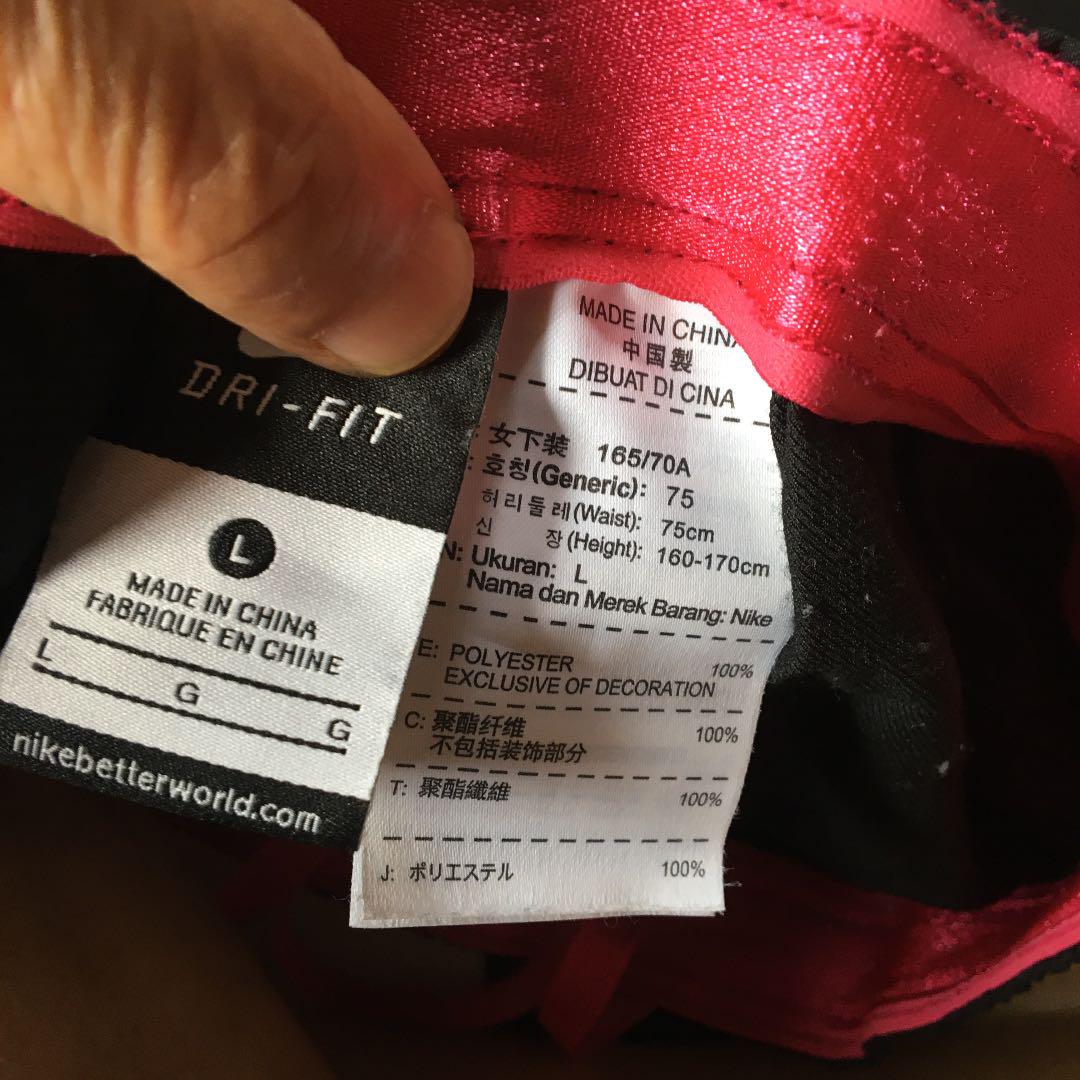 DRI-FIT
L
MADE IN CHINA
FABRIQUE EN CHINE
L
G
G
nikebetterworld.com
MADE IN CHINA
中国製
DIBUAT DI CINA
: 女下装 165/70A
: 호칭(Generic): 75
허리둘레(Waist): 75cm
신 장(Height): 160-170cm
N: Ukuran: L
Nama dan Merek Barang: Nike
E: POLYESTER 100%
EXCLUSIVE OF DECORATION
C: 聚酯纤维 100%
不包括装饰部分
T: 聚酯纖維 100%
J: ポリエステル 100%